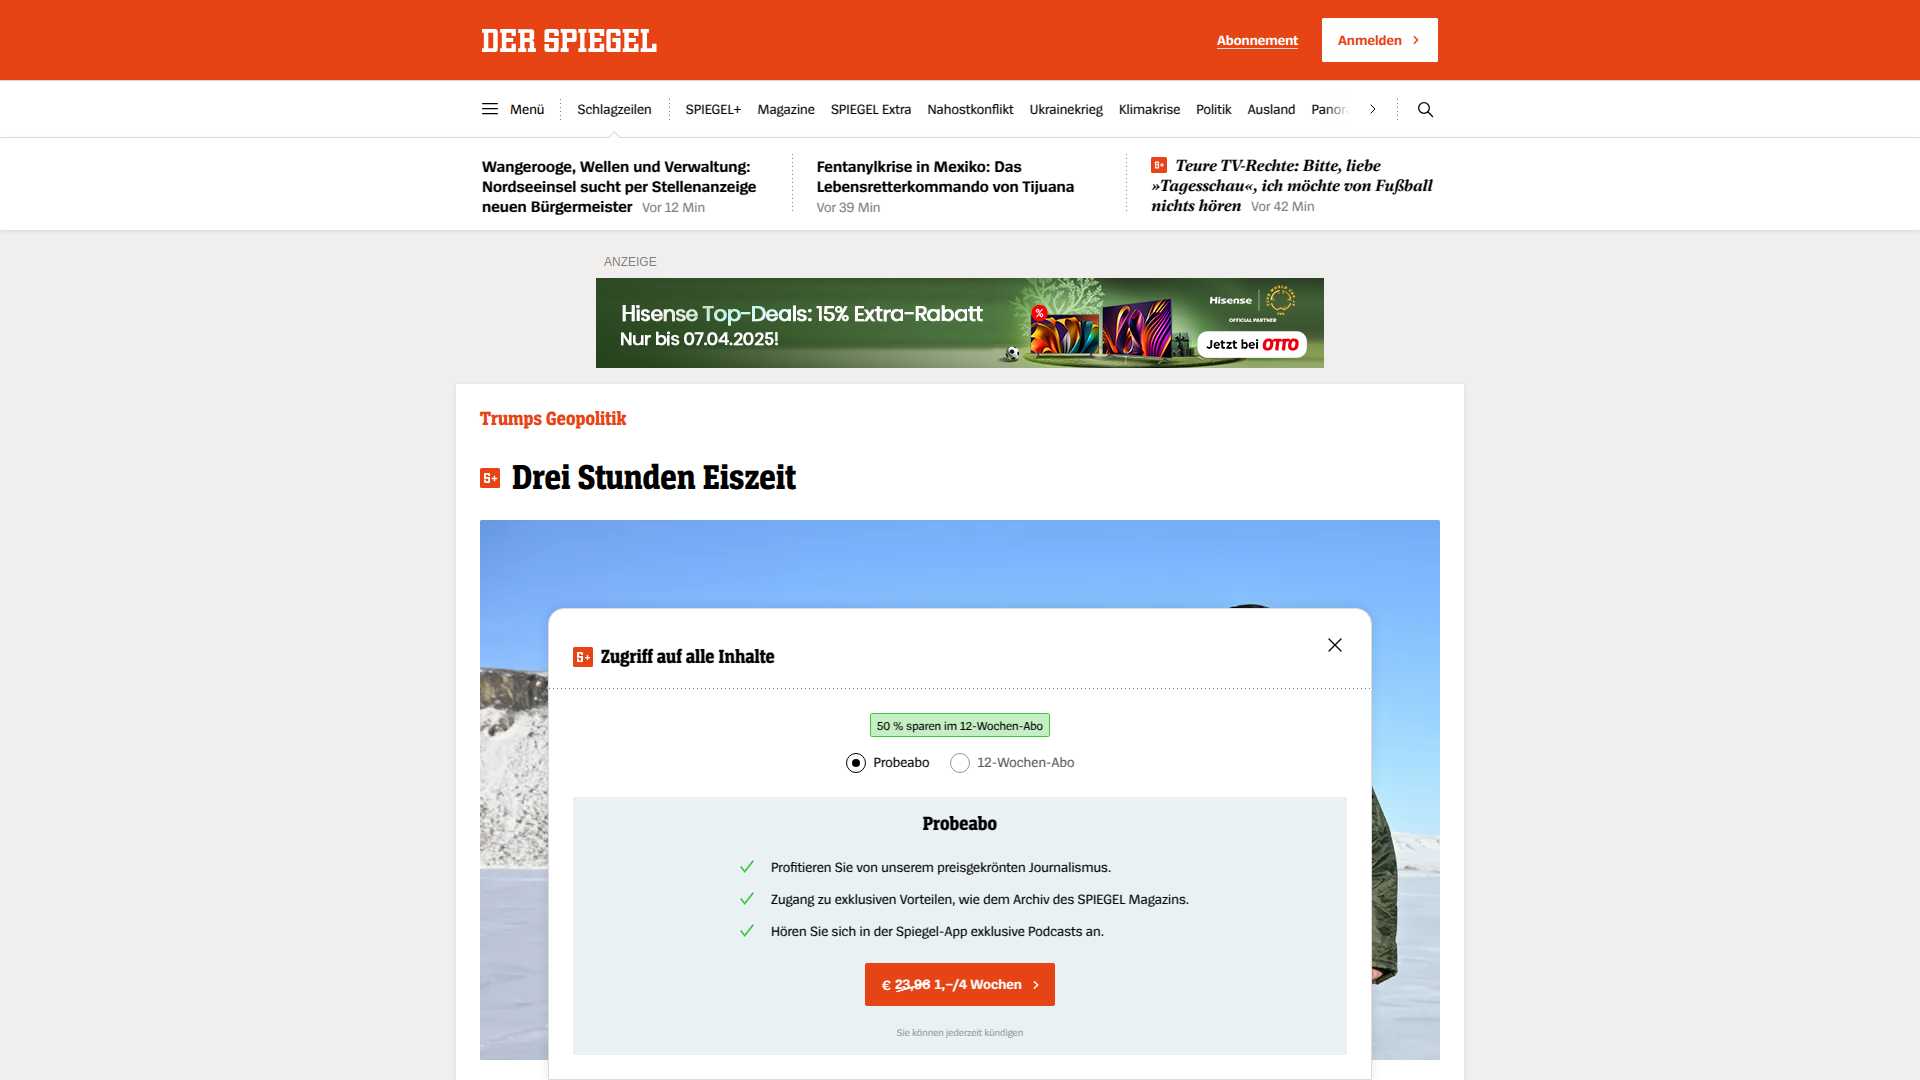 DER SPIEGEL
Abonnement
Anmelden
Menü
Schlagzeilen
SPIEGEL+
Magazine
SPIEGEL Extra
Nahostkonflikt
Ukrainekrieg
Klimakrise
Politik
Ausland
Panor
Wangerooge, Wellen und Verwaltung:
Nordseeinsel sucht per Stellenanzeige
neuen Bürgermeister Vor 12 Min
Fentanylkrise in Mexiko: Das
Lebensretterkommando von Tijuana
Vor 39 Min
S+ Teure TV-Rechte: Bitte, liebe
»Tagesschau«, ich möchte von Fußball
nichts hören Vor 42 Min
ANZEIGE
Hisense Top-Deals: 15% Extra-Rabatt
Nur bis 07.04.2025!
%
Hisense
OFFICIAL PARTNER
Jetzt bei OTTO
Trumps Geopolitik
S+ Drei Stunden Eiszeit
S+ Zugriff auf alle Inhalte
50 % sparen im 12-Wochen-Abo
Probeabo
12-Wochen-Abo
Probeabo
Profitieren Sie von unserem preisgekrönten Journalismus.
Zugang zu exklusiven Vorteilen, wie dem Archiv des SPIEGEL Magazins.
Hören Sie sich in der Spiegel-App exklusive Podcasts an.
€ 23,96 1,–/4 Wochen
Sie können jederzeit kündigen